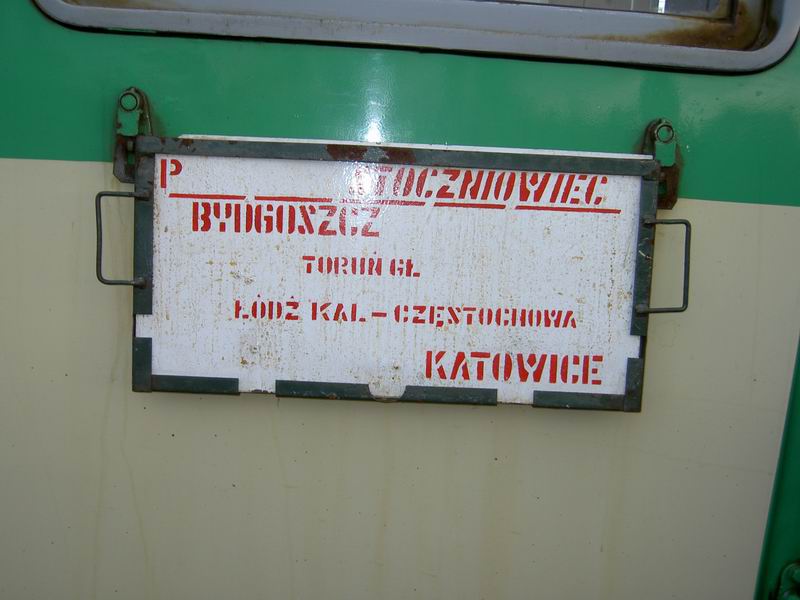 P STOCZNIOWIEC
BYDGOSZCZ
TORUŃ GŁ
ŁÓDŹ KAL - CZĘSTOCHOWA
KATOWICE